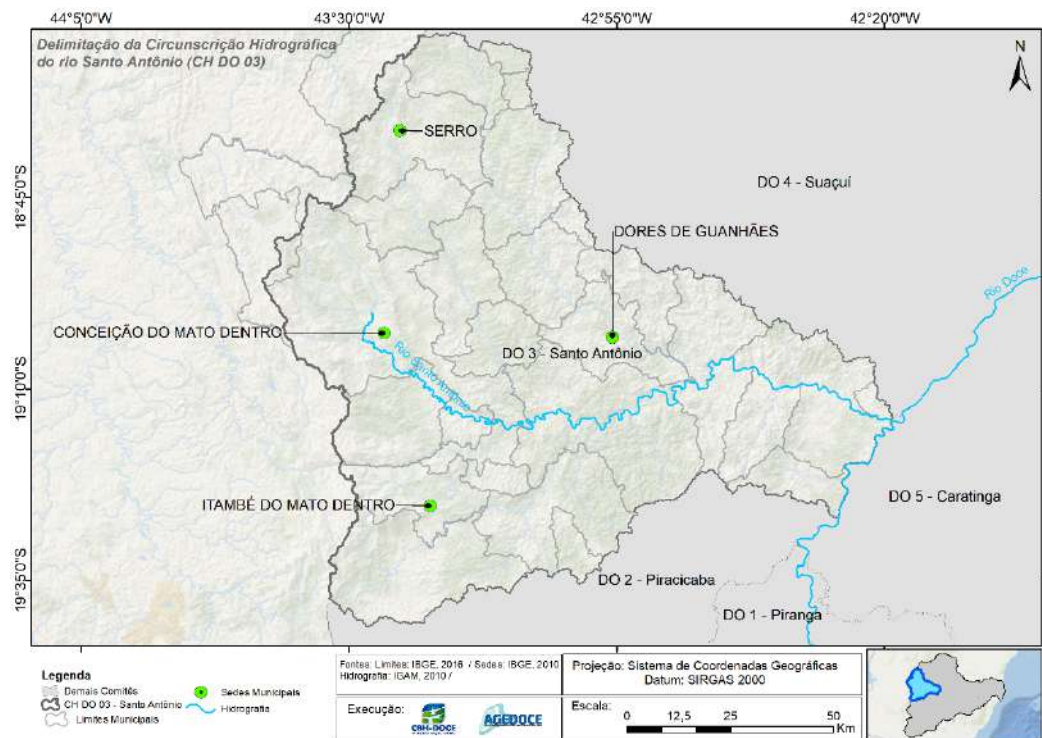 44°5'0"W
43°30'0"W
42°55'0"W
42°20'0"W
Delimitação da Circunscrição Hidrográfica
do rio Santo Antônio (CH DO 03)
N
SERRO
18°45'0"S
DO 4 - Suaçuí
DORES DE GUANHÃES
Rio Doce
CONCEIÇÃO DO MATO DENTRO
DO 3 - Santo Antônio
Rio Santo Antônio
19°10'0"S
ITAMBÉ DO MATO DENTRO
DO 5 - Caratinga
19°35'0"S
DO 2 - Piracicaba
DO 1 - Piranga
Legenda
Demais Comitês
CH DO 03 - Santo Antônio
Limites Municipais
Sedes Municipais
Hidrografia
Fontes: Limites: IBGE, 2016 / Sedes: IBGE, 2010
Hidrografia: IGAM, 2010 /
Execução:
CBH-DOCE
AGEDOCE
Projeção: Sistema de Coordenadas Geográficas
Datum: SIRGAS 2000
Escala:
0 12,5 25 50
Km